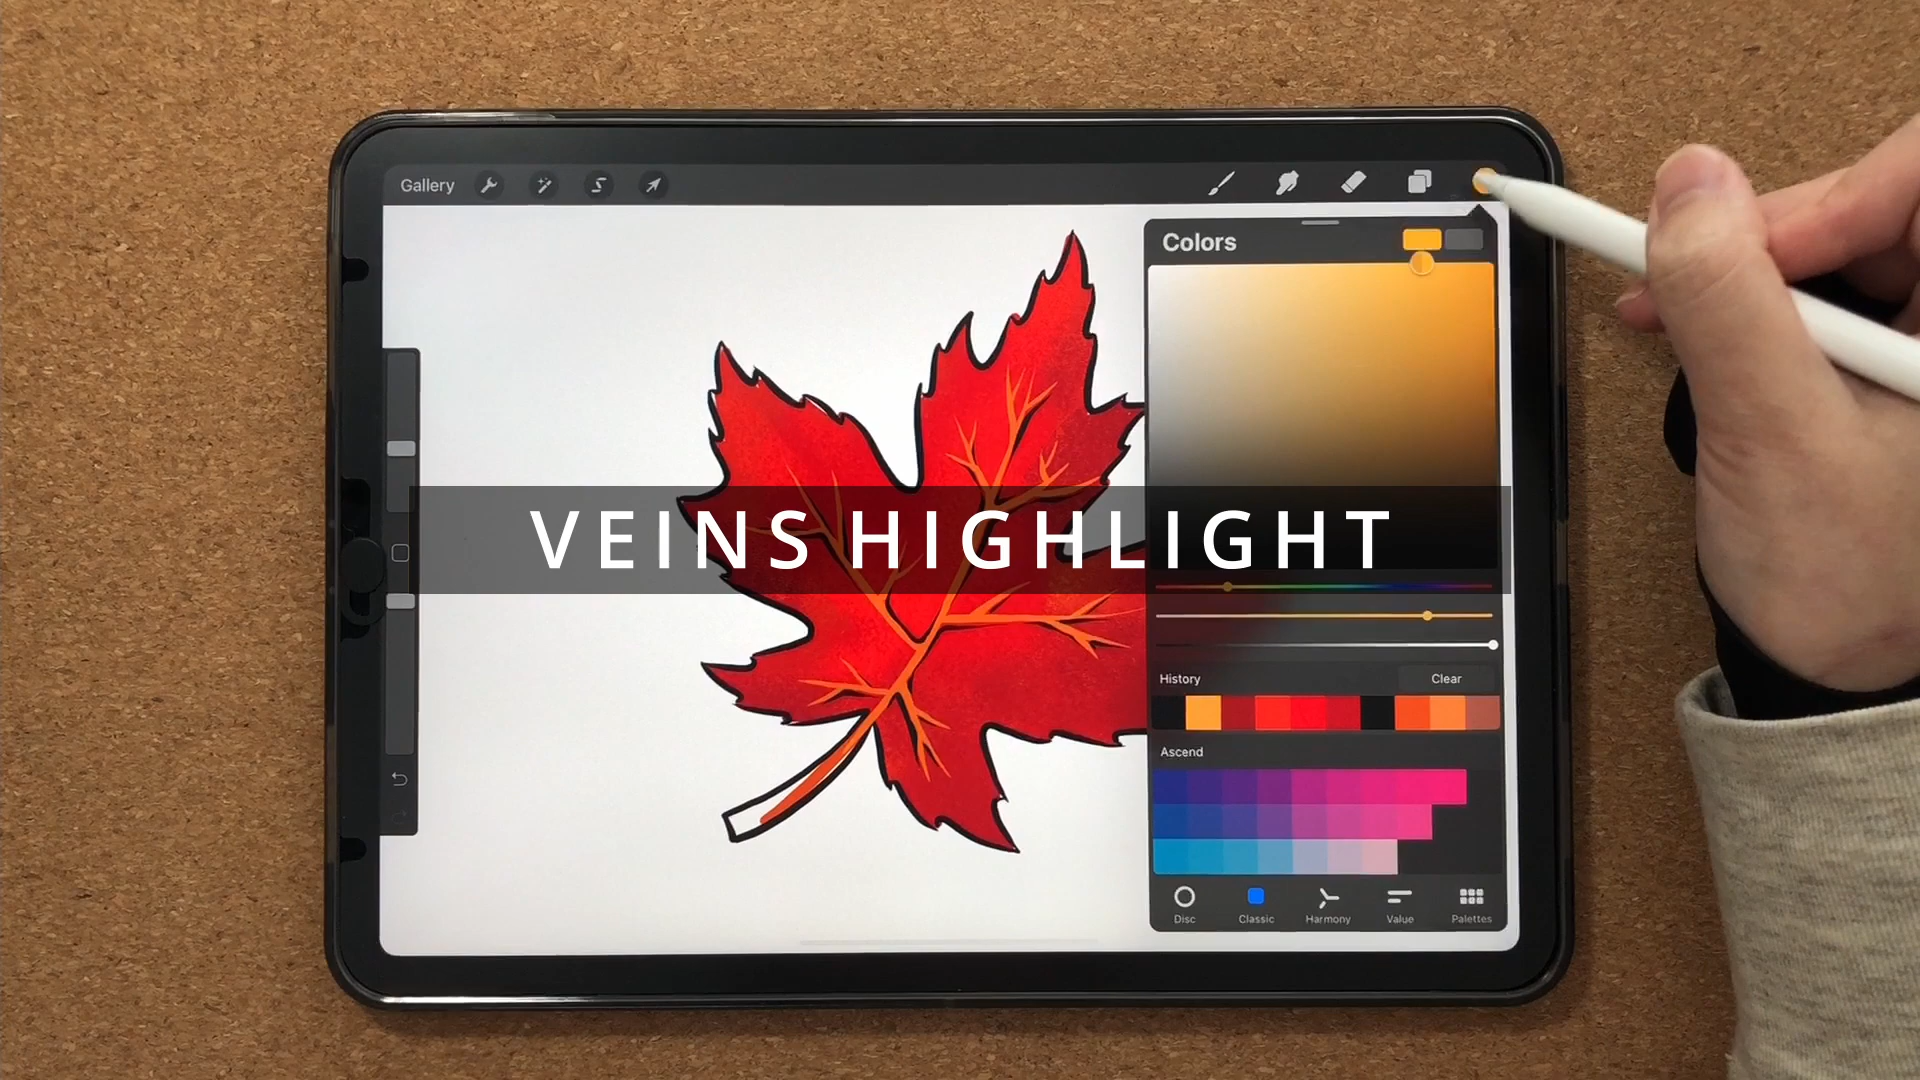 Gallery
Colors
VEINS HIGHLIGHT
History
Clear
Ascend
Disc
Classic
Harmony
Value
Palettes